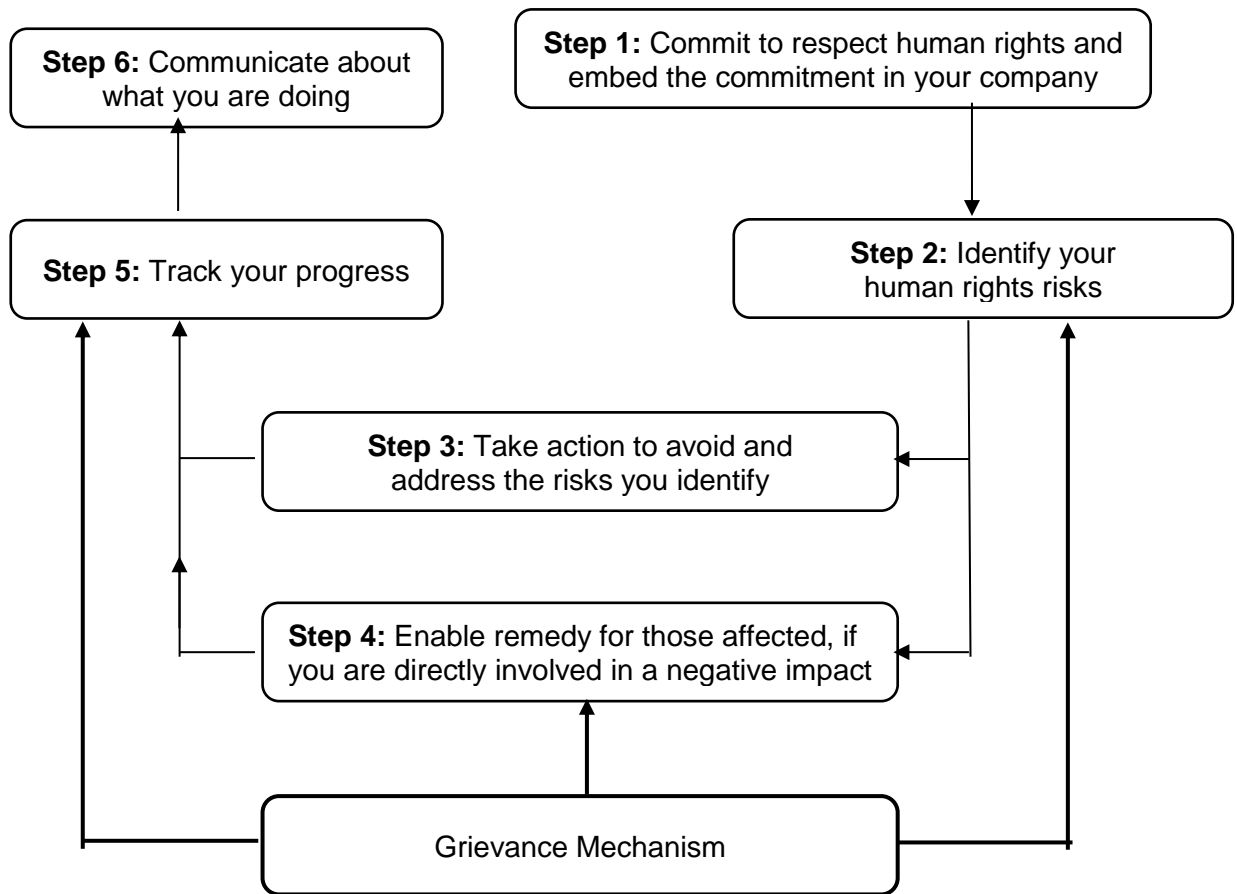 Step 1: Commit to respect human rights and
embed the commitment in your company
Step 6: Communicate about
what you are doing
Step 5: Track your progress
Step 2: Identify your
human rights risks
Step 3: Take action to avoid and
address the risks you identify
Step 4: Enable remedy for those affected, if
you are directly involved in a negative impact
Grievance Mechanism